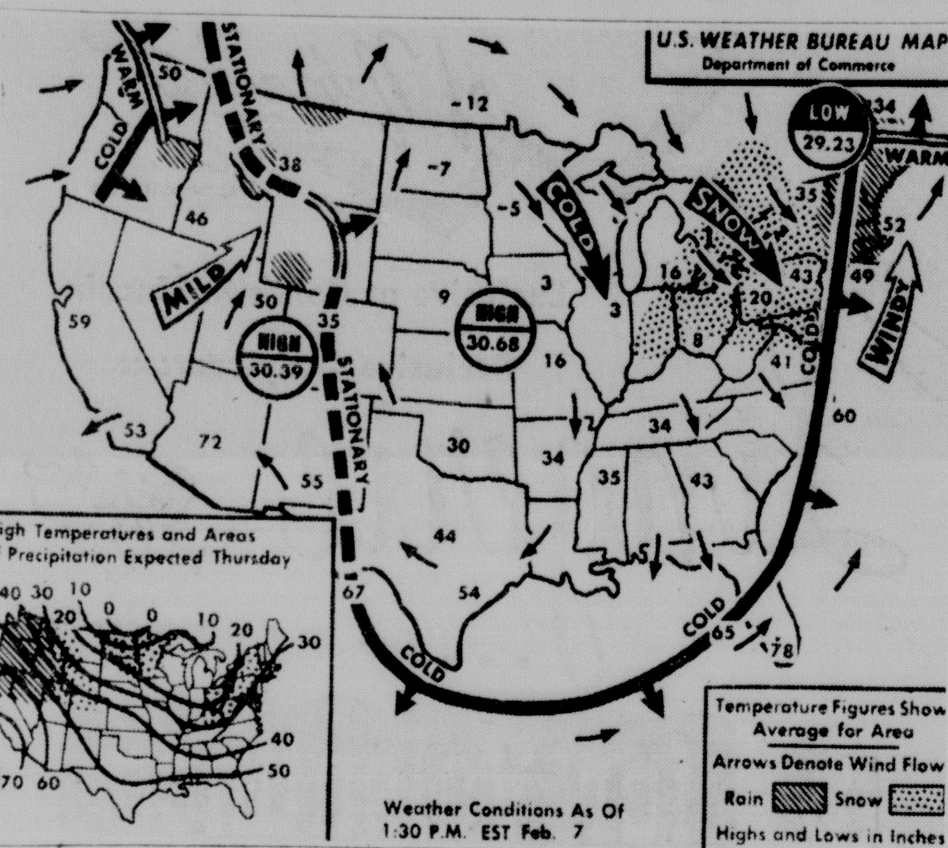 U.S. WEATHER BUREAU MAP
Department of Commerce
WARM
50
STATIONARY
-12
LOW
29.23
34
WARM
COLD
38
-7
35
46
-5
COLD
SNOW
52
MILD
50
9
3
16
43
49
59
35
HIGH
30.39
HIGH
30.68
3
20
8
COLD
WINDY
16
41
STATIONARY
60
53
72
30
34
34
55
35
43
44
54
67
COLD
COLD
65
78
igh Temperatures and Areas
Precipitation Expected Thursday
40 30 10 0 0 10
20 20 30
40
50
70 60
Weather Conditions As Of
1:30 P.M. EST Feb. 7
Temperature Figures Show
Average for Area
Arrows Denote Wind Flow
Rain Snow
Highs and Lows in Inches